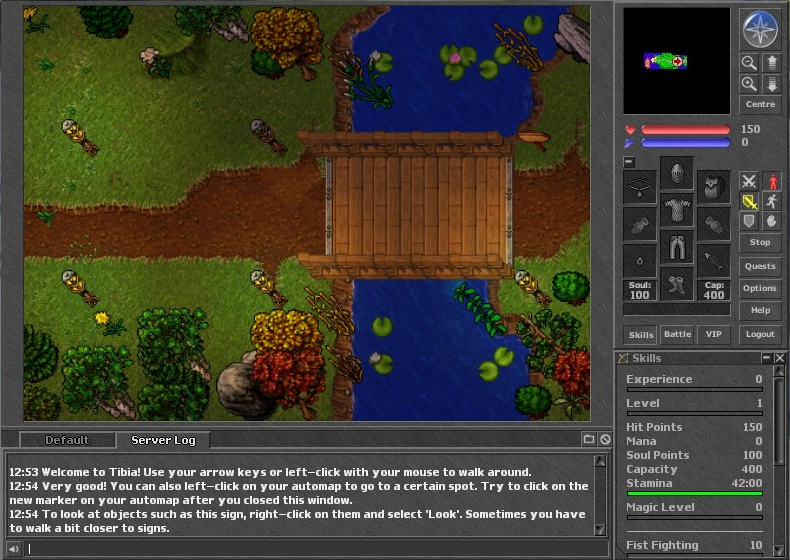 Centre
150
0
Soul:
100
Cap:
400
Stop
Quests
Options
Help
Skills
Battle
VIP
Logout
Skills
Experience 0
Level 1
Hit Points 150
Mana 0
Soul Points 100
Capacity 400
Stamina 42:00
Magic Level 0
Fist Fighting 10
Default
Server Log
12:53 Welcome to Tibia! Use your arrow keys or left-click with your mouse to walk around.
12:54 Very good! You can also left-click on your automap to go to a certain spot. Try to click on the
new marker on your automap after you closed this window.
12:54 To look at objects such as this sign, right-click on them and select 'Look'. Sometimes you have
to walk a bit closer to signs.